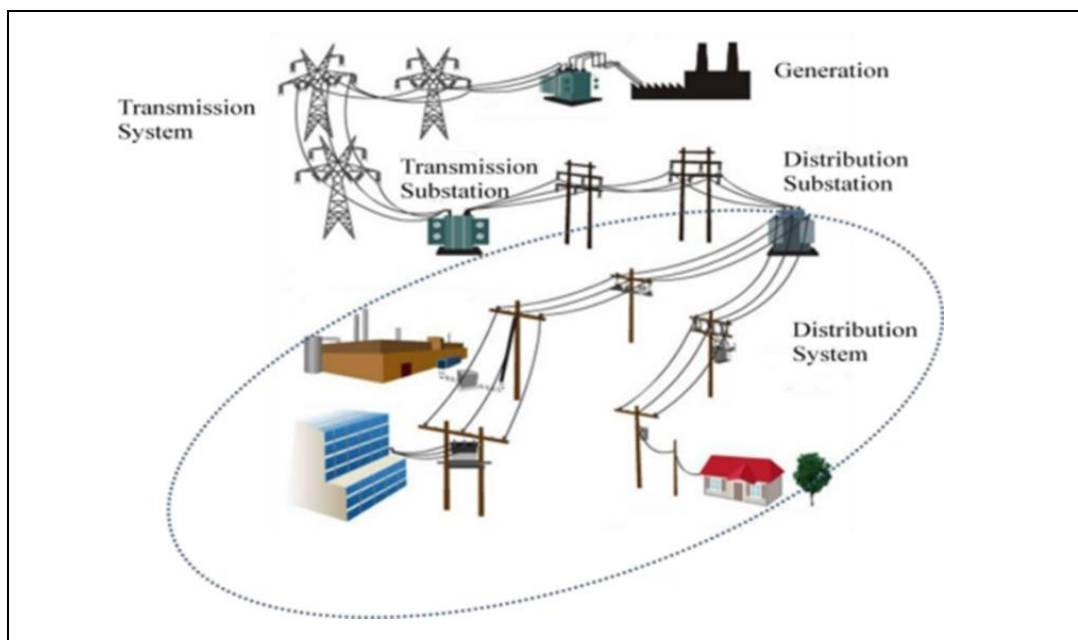 Generation
Transmission
System
Transmission
Substation
Distribution
Substation
Distribution
System